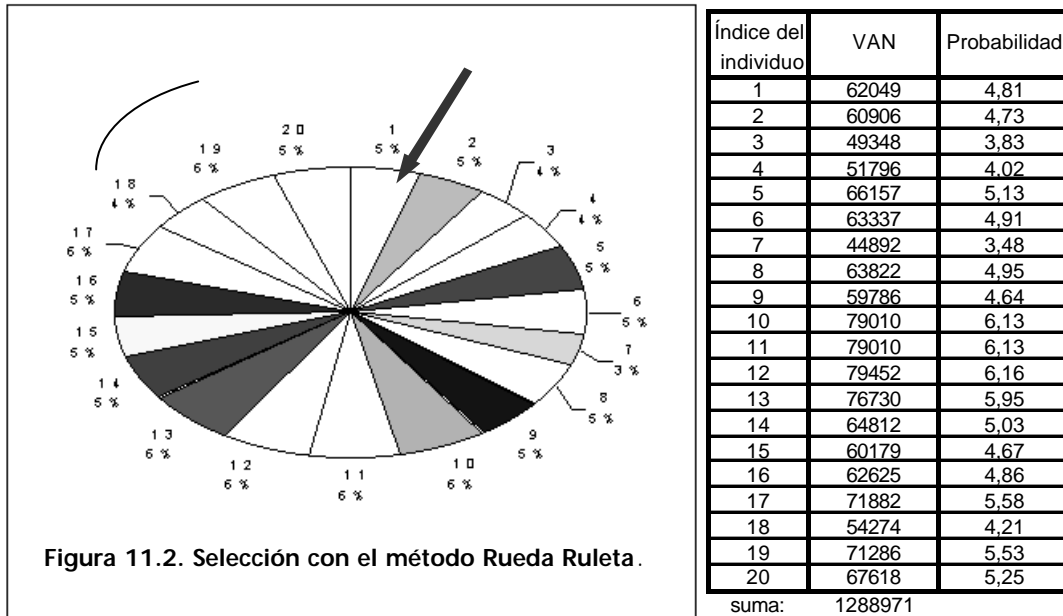 1
5 %
2
5 %
3
4 %
4
4 %
5
5 %
6
5 %
7
3 %
8
5 %
9
5 %
10
6 %
11
6 %
12
6 %
13
6 %
14
5 %
15
5 %
16
5 %
17
6 %
18
4 %
19
6 %
20
5 %
Figura 11.2. Selección con el método Rueda Ruleta.
Índice del individuo VAN Probabilidad
1 62049 4,81
2 60906 4,73
3 49348 3,83
4 51796 4,02
5 66157 5,13
6 63337 4,91
7 44892 3,48
8 63822 4,95
9 59786 4,64
10 79010 6,13
11 79010 6,13
12 79452 6,16
13 76730 5,95
14 64812 5,03
15 60179 4,67
16 62625 4,86
17 71882 5,58
18 54274 4,21
19 71286 5,53
20 67618 5,25
suma: 1288971